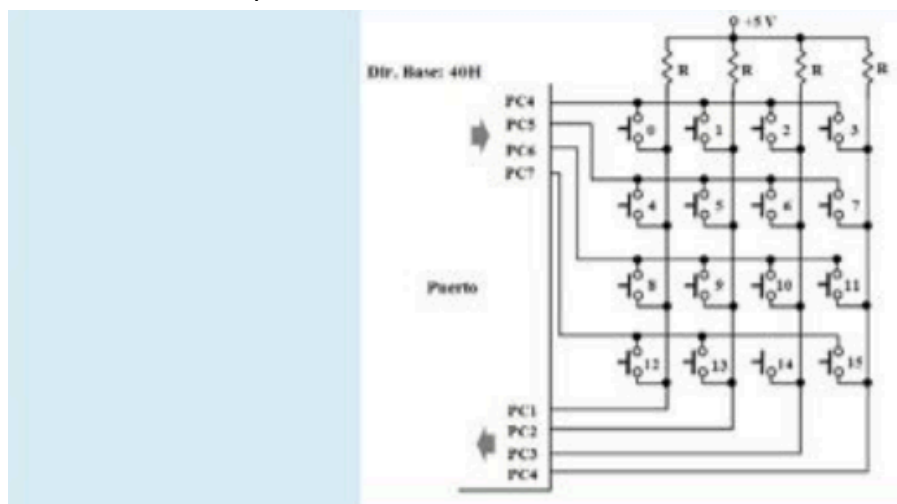 +5 V
R R R R
Dir. Base: 40H
PC4
PC5
PC6
PC7
0 1 2 3
4 5 6 7
8 9 10 11
Puerto
12 13 14 15
PC1
PC2
PC3
PC4